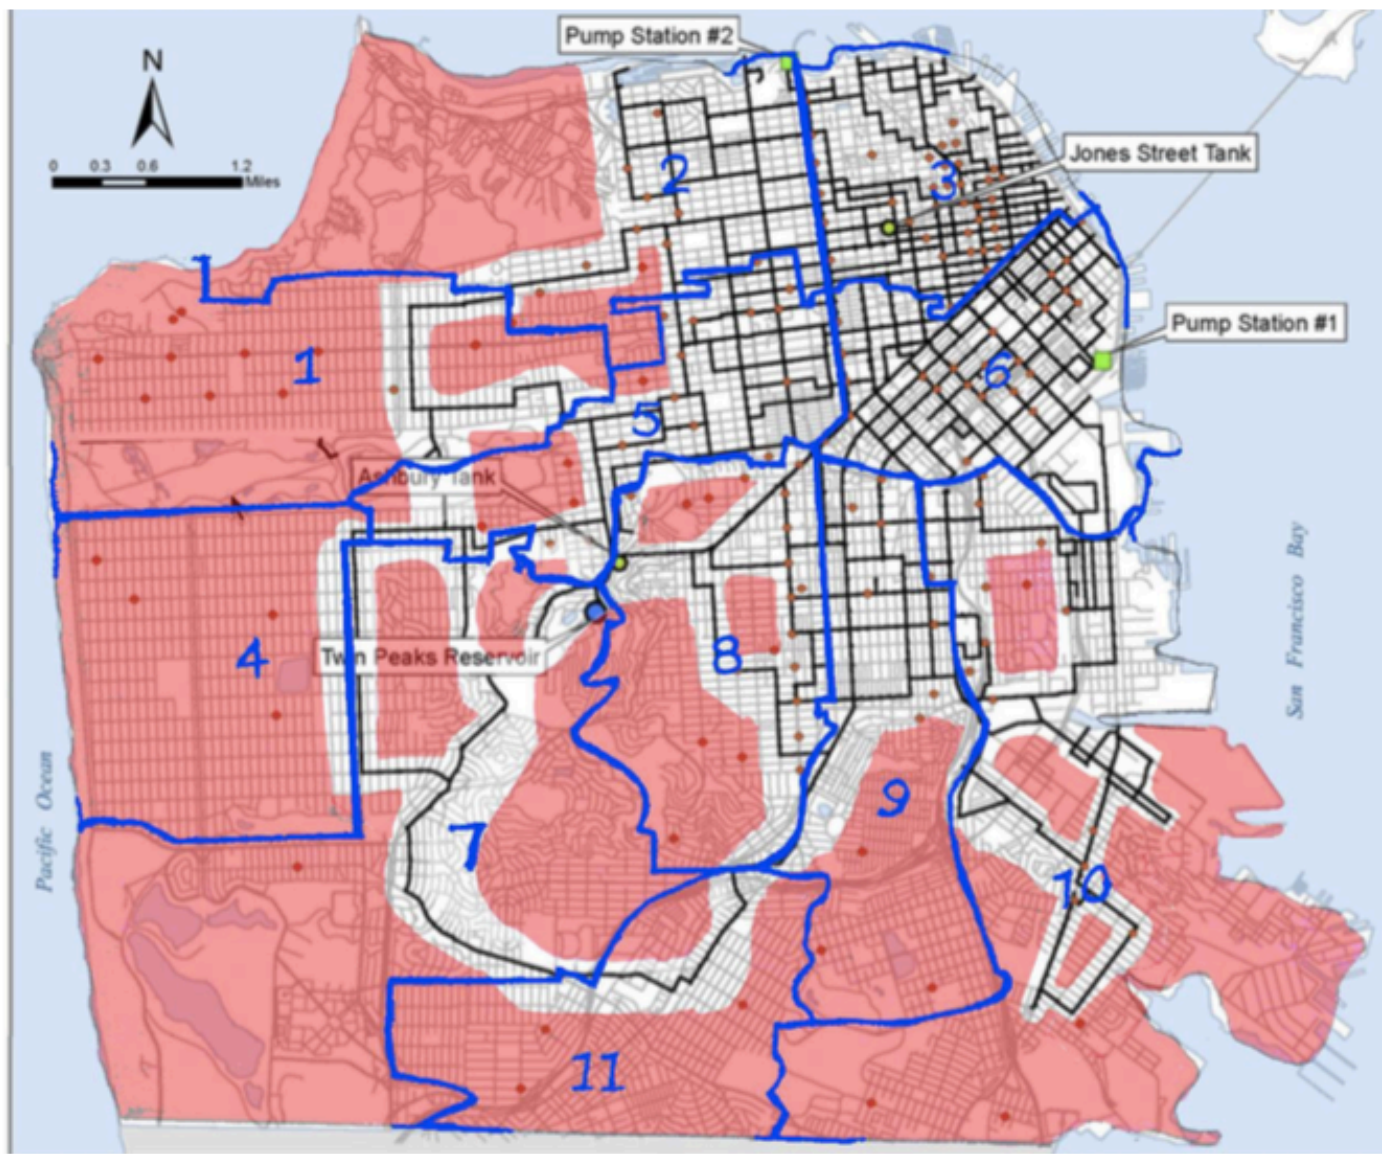 Pump Station #2
N
0 0.3 0.6 1.2
Miles
Jones Street Tank
2
3
Pump Station #1
1
6
5
Ashbury Tank
San Francisco Bay
4
Twin Peaks Reservoir
8
Pacific Ocean
9
7
10
11